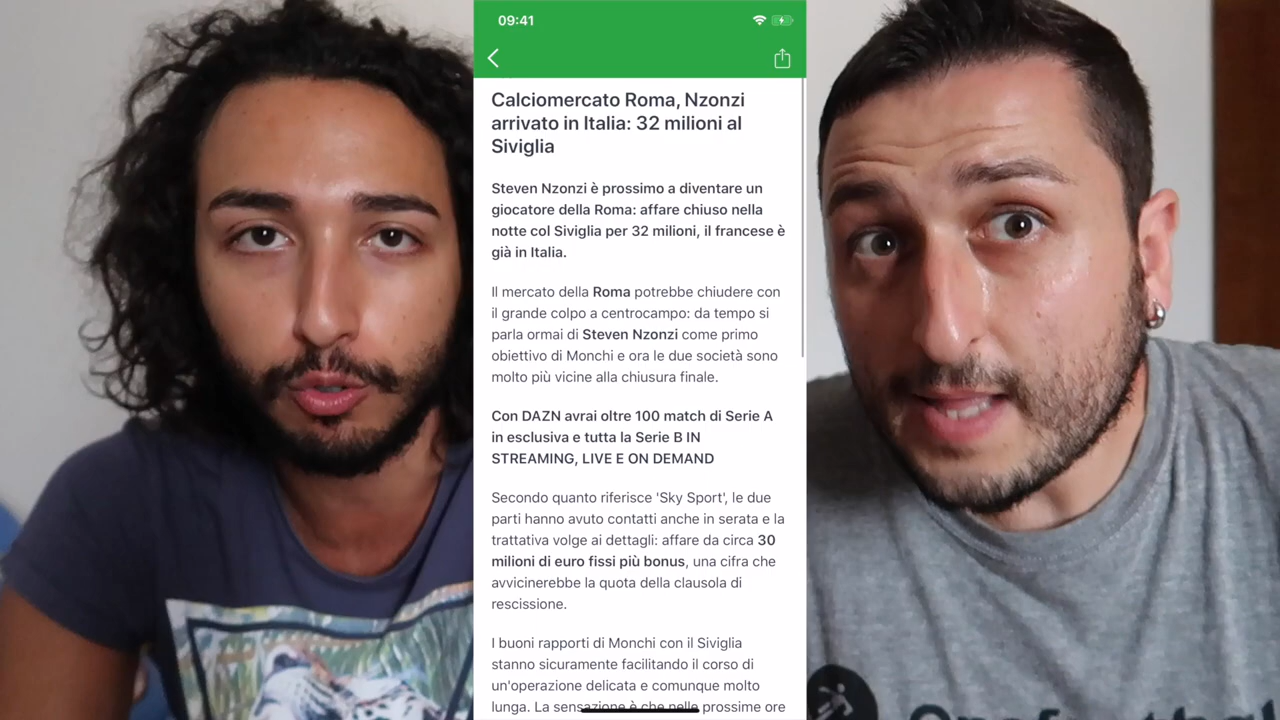 09:41
Calciomercato Roma, Nzonzi
arrivato in Italia: 32 milioni al
Siviglia
Steven Nzonzi è prossimo a diventare un
giocatore della Roma: affare chiuso nella
notte col Siviglia per 32 milioni, il francese è
già in Italia.
Il mercato della Roma potrebbe chiudere con
il grande colpo a centrocampo: da tempo si
parla ormai di Steven Nzonzi come primo
obiettivo di Monchi e ora le due società sono
molto più vicine alla chiusura finale.
Con DAZN avrai oltre 100 match di Serie A
in esclusiva e tutta la Serie B IN
STREAMING, LIVE E ON DEMAND
Secondo quanto riferisce 'Sky Sport', le due
parti hanno avuto contatti anche in serata e la
trattativa volge ai dettagli: affare da circa 30
milioni di euro fissi più bonus, una cifra che
avvicinerebbe la quota della clausola di
rescissione.
I buoni rapporti di Monchi con il Siviglia
stanno sicuramente facilitando il corso di
un'operazione delicata e comunque molto
lunga. La sensazione è che nelle prossime ore